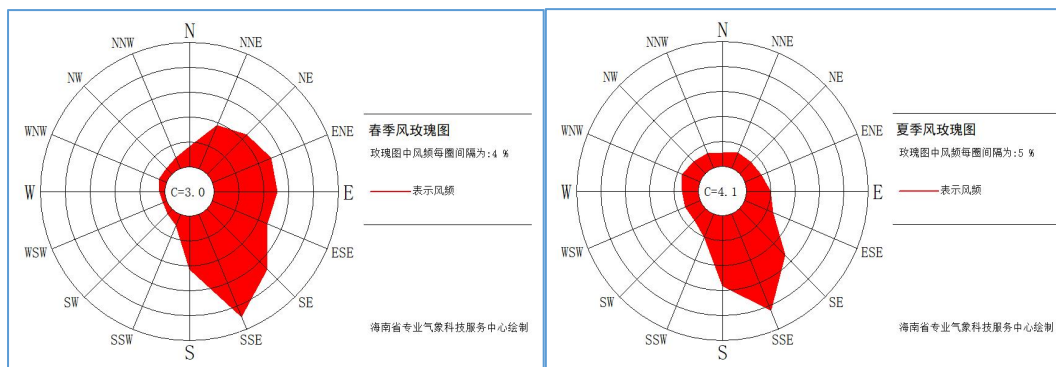 N
NNW
NNE
NW
NE
WNW
ENE
W
C=3.0
E
WSW
ESE
SW
SE
SSW
SSE
S
春季风玫瑰图
玫瑰图中风频每圈间隔为:4 %
表示风频
海南省专业气象科技服务中心绘制
N
NNW
NNE
NW
NE
WNW
ENE
W
C=4.1
E
WSW
ESE
SW
SE
SSW
SSE
S
夏季风玫瑰图
玫瑰图中风频每圈间隔为:5 %
表示风频
海南省专业气象科技服务中心绘制